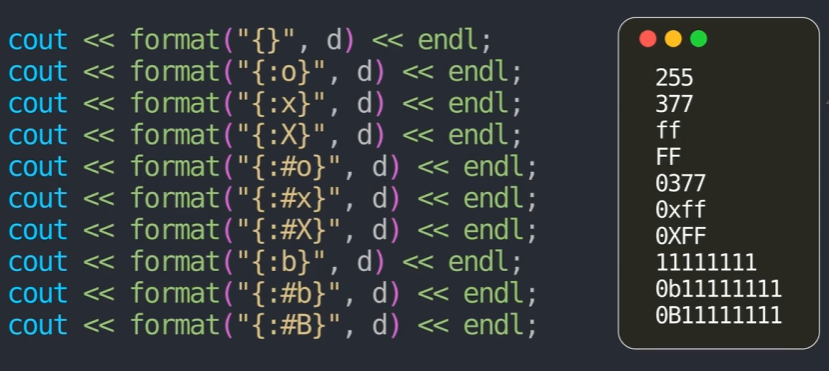 cout << format("{}", d) << endl;
cout << format("{:o}", d) << endl;
cout << format("{:x}", d) << endl;
cout << format("{:X}", d) << endl;
cout << format("{:#o}", d) << endl;
cout << format("{:#x}", d) << endl;
cout << format("{:#X}", d) << endl;
cout << format("{:b}", d) << endl;
cout << format("{:#b}", d) << endl;
cout << format("{:#B}", d) << endl;
255
377
ff
FF
0377
0xff
0XFF
11111111
0b11111111
0B11111111